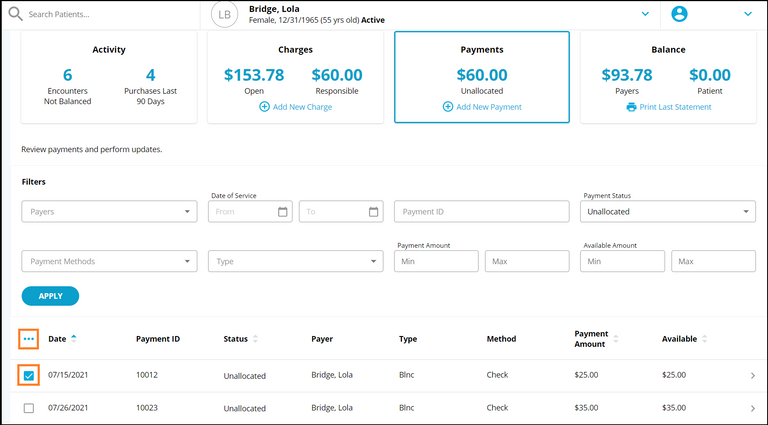 Search Patients...
LB
Bridge, Lola
Female, 12/31/1965 (55 yrs old) Active
Activity
6 4
Encounters Purchases Last
Not Balanced 90 Days
Charges
$153.78 $60.00
Open Responsible
Add New Charge
Payments
$60.00
Unallocated
Add New Payment
Balance
$93.78 $0.00
Payers Patient
Print Last Statement
Review payments and perform updates.
Filters
Payers
Date of Service
From To
Payment ID
Payment Status
Unallocated
Payment Methods
Type
Payment Amount
Min Max
Available Amount
Min Max
APPLY
... Date Payment ID Status Payer Type Method Payment Amount Available
07/15/2021 10012 Unallocated Bridge, Lola Blnc Check $25.00 $25.00
07/26/2021 10023 Unallocated Bridge, Lola Blnc Check $35.00 $35.00